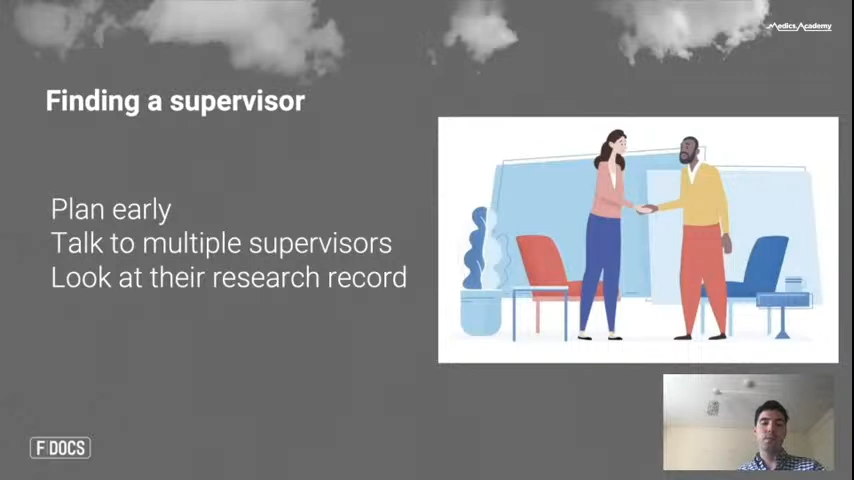 Medics.Academy
Finding a supervisor
Plan early
Talk to multiple supervisors
Look at their research record
F|DOCS